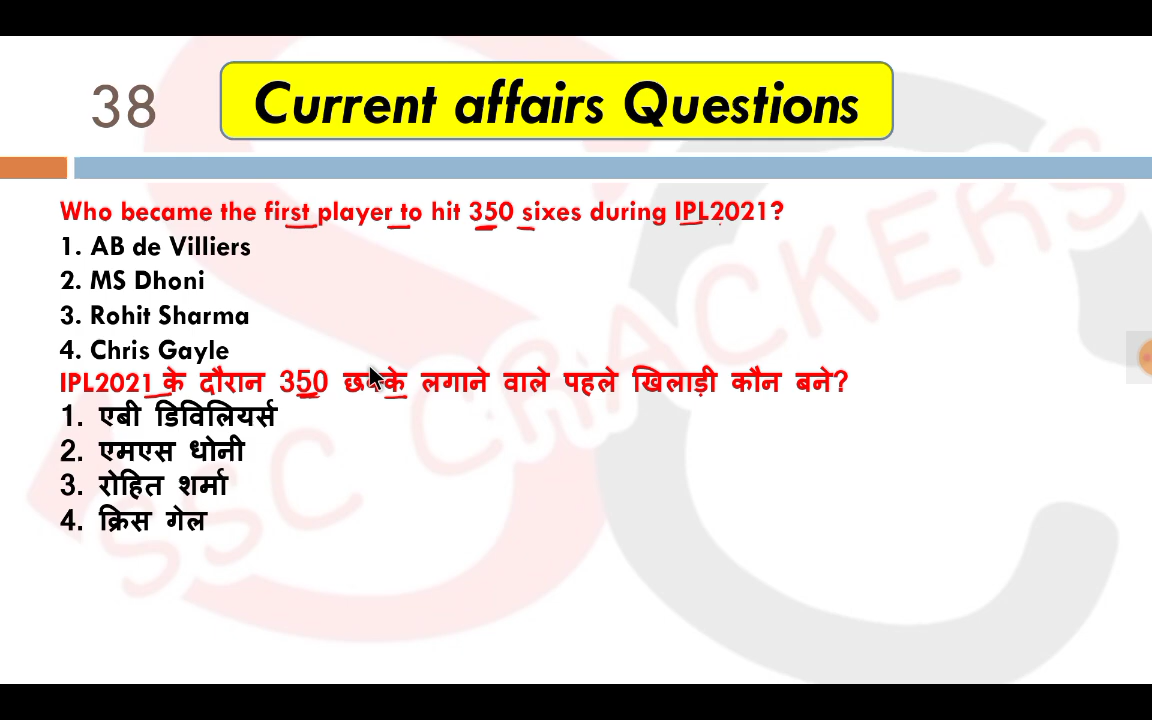 38
Current affairs Questions
Who became the first player to hit 350 sixes during IPL2021?
1. AB de Villiers
2. MS Dhoni
3. Rohit Sharma
4. Chris Gayle
IPL2021 के दौरान 350 छक्के लगाने वाले पहले खिलाड़ी कौन बने?
1. एबी डिविलियर्स
2. एमएस धोनी
3. रोहित शर्मा
4. क्रिस गेल
SSC CRACKERS